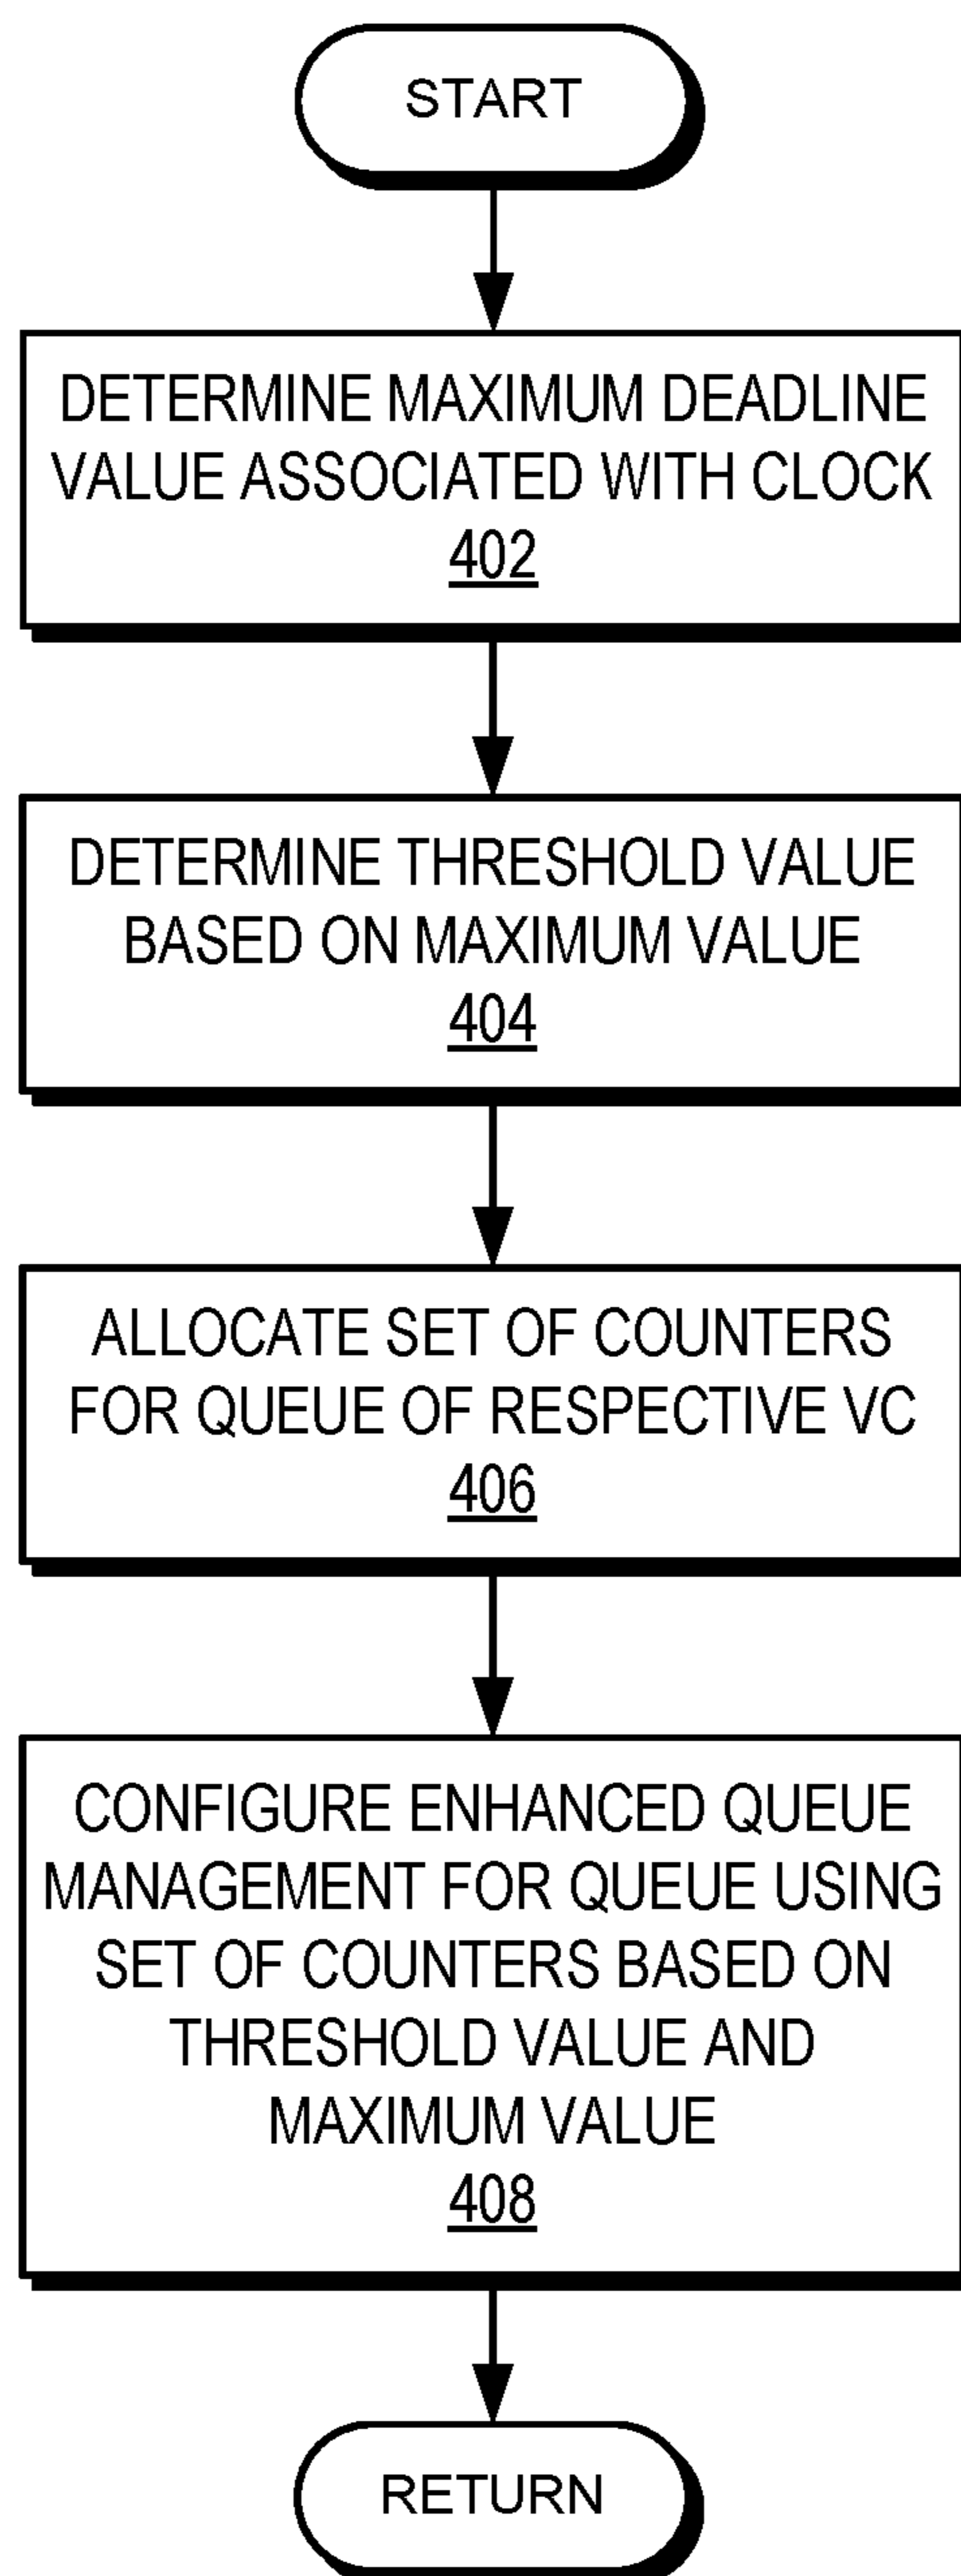 START
DETERMINE MAXIMUM DEADLINE
VALUE ASSOCIATED WITH CLOCK
402
DETERMINE THRESHOLD VALUE
BASED ON MAXIMUM VALUE
404
ALLOCATE SET OF COUNTERS
FOR QUEUE OF RESPECTIVE VC
406
CONFIGURE ENHANCED QUEUE
MANAGEMENT FOR QUEUE USING
SET OF COUNTERS BASED ON
THRESHOLD VALUE AND
MAXIMUM VALUE
408
RETURN